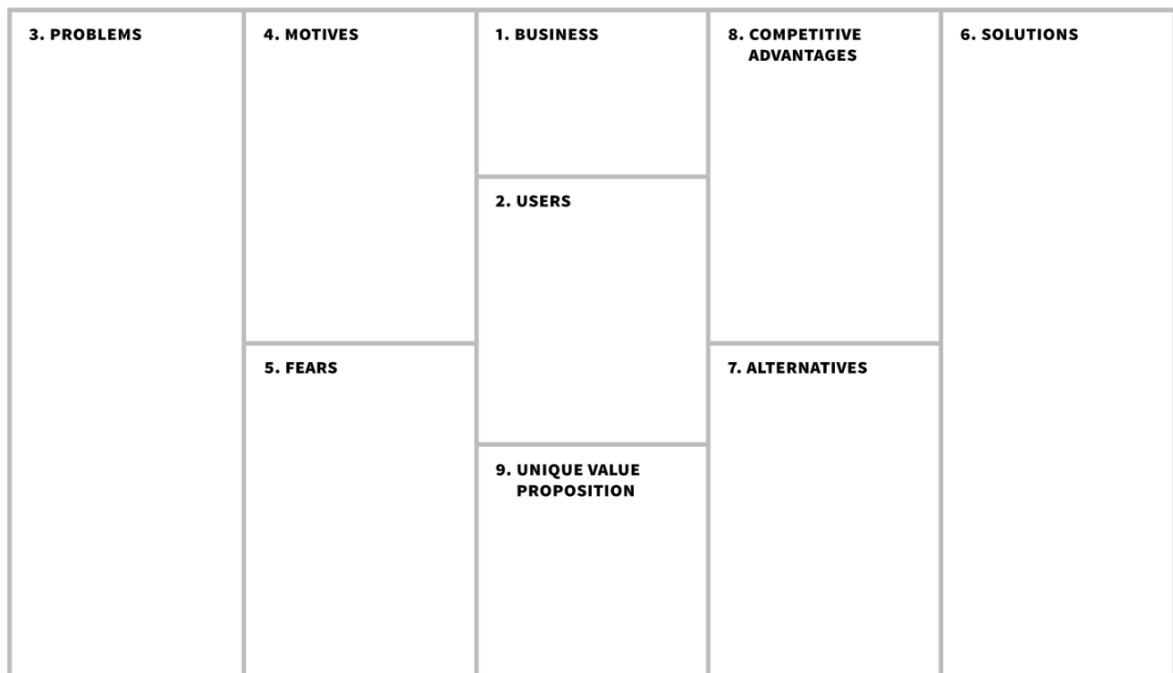 3. PROBLEMS
4. MOTIVES
1. BUSINESS
8. COMPETITIVE
ADVANTAGES
6. SOLUTIONS
2. USERS
5. FEARS
7. ALTERNATIVES
9. UNIQUE VALUE
PROPOSITION